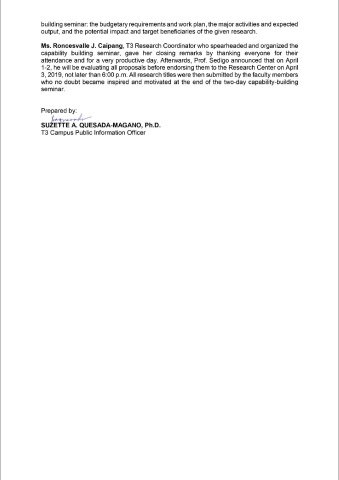 building seminar: the budgetary requirements and work plan, the major activities and expected
output, and the potential impact and target beneficiaries of the given research.
Ms. Roncesvalle J. Caipang, T3 Research Coordinator who spearheaded and organized the
capability building seminar, gave her closing remarks by thanking everyone for their
attendance and for a very productive day. Afterwards, Prof. Sedigo announced that on April
1-2, he will be evaluating all proposals before endorsing them to the Research Center on April
3, 2019, not later than 6:00 p.m. All research titles were then submitted by the faculty members
who no doubt became inspired and motivated at the end of the two-day capability-building
seminar.
Prepared by:
SUZETTE A. QUESADA-MAGANO, Ph.D.
T3 Campus Public Information Officer